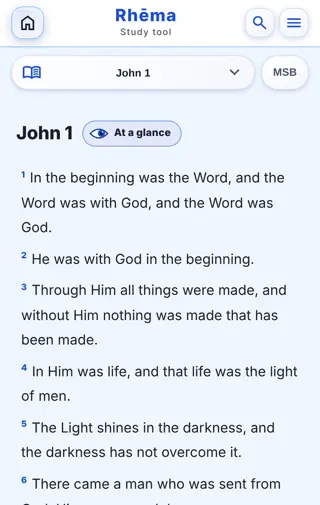 Rhēma
Study tool
John 1
MSB
John 1
At a glance
1 In the beginning was the Word, and the
Word was with God, and the Word was
God.
2 He was with God in the beginning.
3 Through Him all things were made, and
without Him nothing was made that has
been made.
4 In Him was life, and that life was the light
of men.
5 The Light shines in the darkness, and
the darkness has not overcome it.
6 There came a man who was sent from